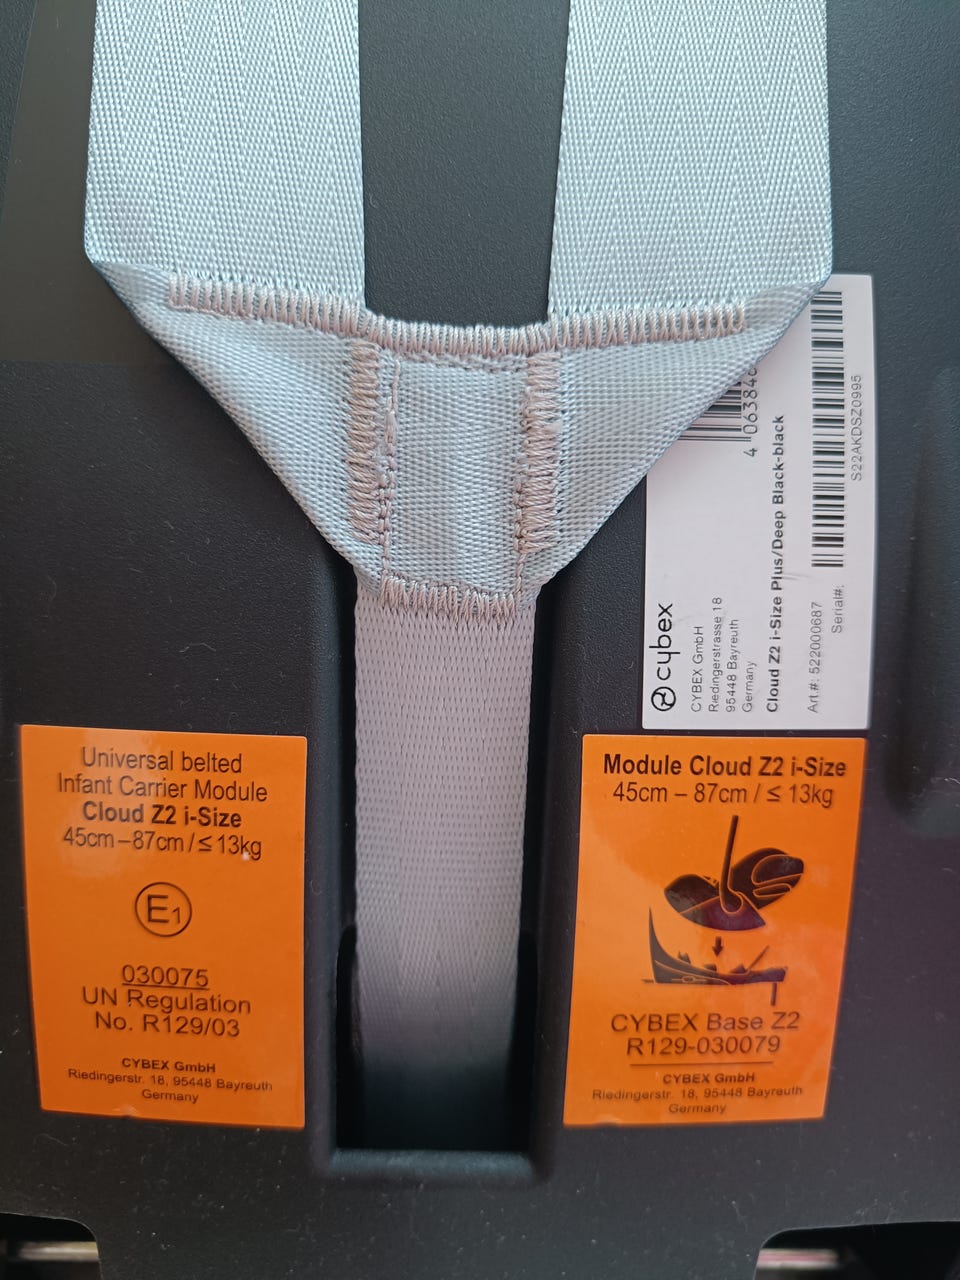 4 063846
S22AKDSZ0995
cybex
CYBEX GmbH
Riedingerstrasse 18
95448 Bayreuth
Germany
Cloud Z2 i-Size Plus/Deep Black-black
Art.#: 522000687
Serial#:
Universal belted
Infant Carrier Module
Cloud Z2 i-Size
45cm – 87cm / ≤ 13kg
E1
030075
UN Regulation
No. R129/03
CYBEX GmbH
Riedingerstr. 18, 95448 Bayreuth
Germany
Module Cloud Z2 i-Size
45cm – 87cm / ≤ 13kg
CYBEX Base Z2
R129-030079
CYBEX GmbH
Riedingerstr. 18, 95448 Bayreuth
Germany